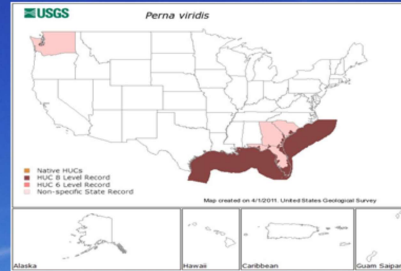 USGS
Perna viridis
Native HUCs
HUC 8 Level Record
HUC 6 Level Record
Non-specific State Record
Map created on 4/1/2011. United States Geological Survey
Alaska
Hawaii
Caribbean
Guam Saipan